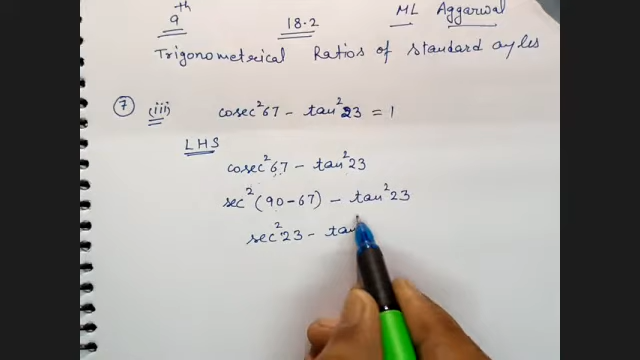 9th 18.2 ML Aggarwal
Trigonometrical Ratios of standard angles
⑦ (iii) cosec²67 - tan²23 = 1
LHS
cosec²67 - tan²23
sec²(90-67) - tan²23
sec²23 - tan